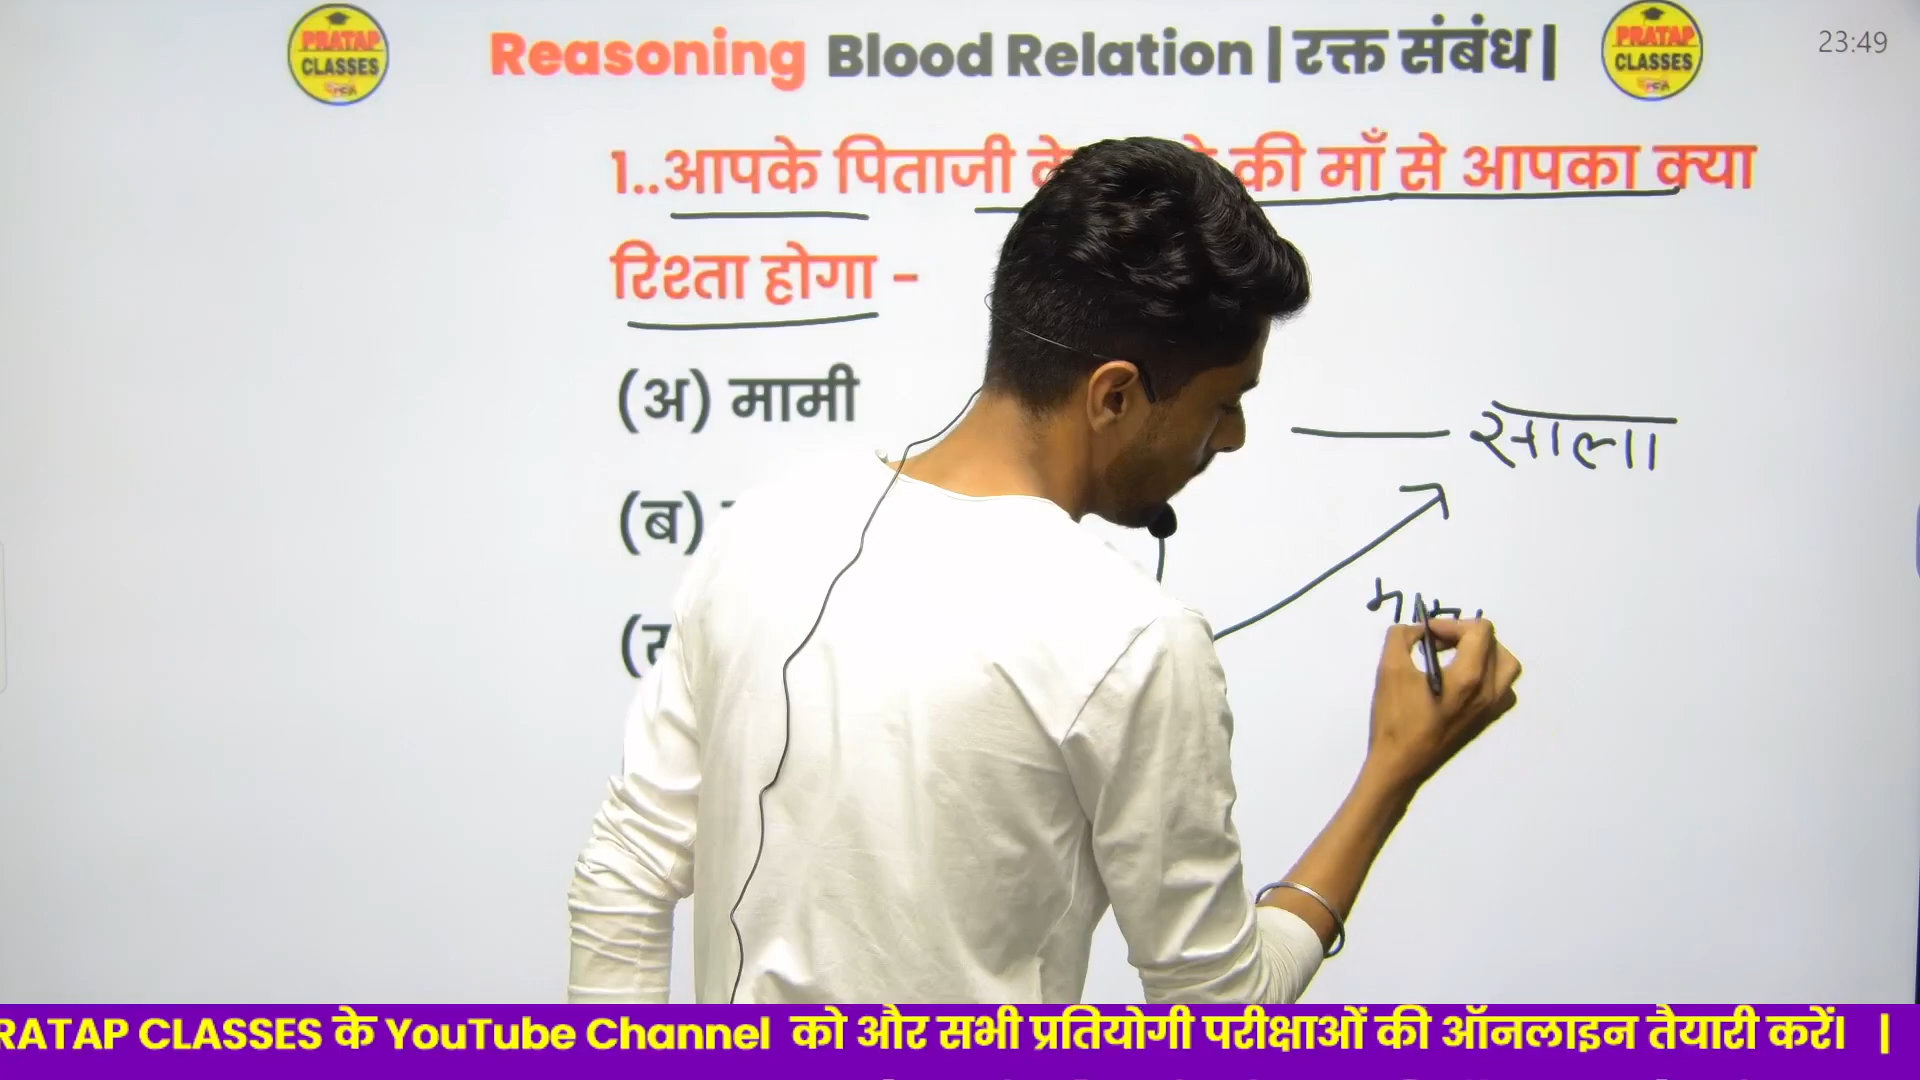 PRATAP
CLASSES
Reasoning Blood Relation | रक्त संबंध |
PRATAP
CLASSES
23:49
1..आपके पिताजी की माँ से आपका क्या
रिश्ता होगा -
(अ) मामी
साला
(ब)
RATAP CLASSES के YouTube Channel को और सभी प्रतियोगी परीक्षाओं की ऑनलाइन तैयारी करें। |